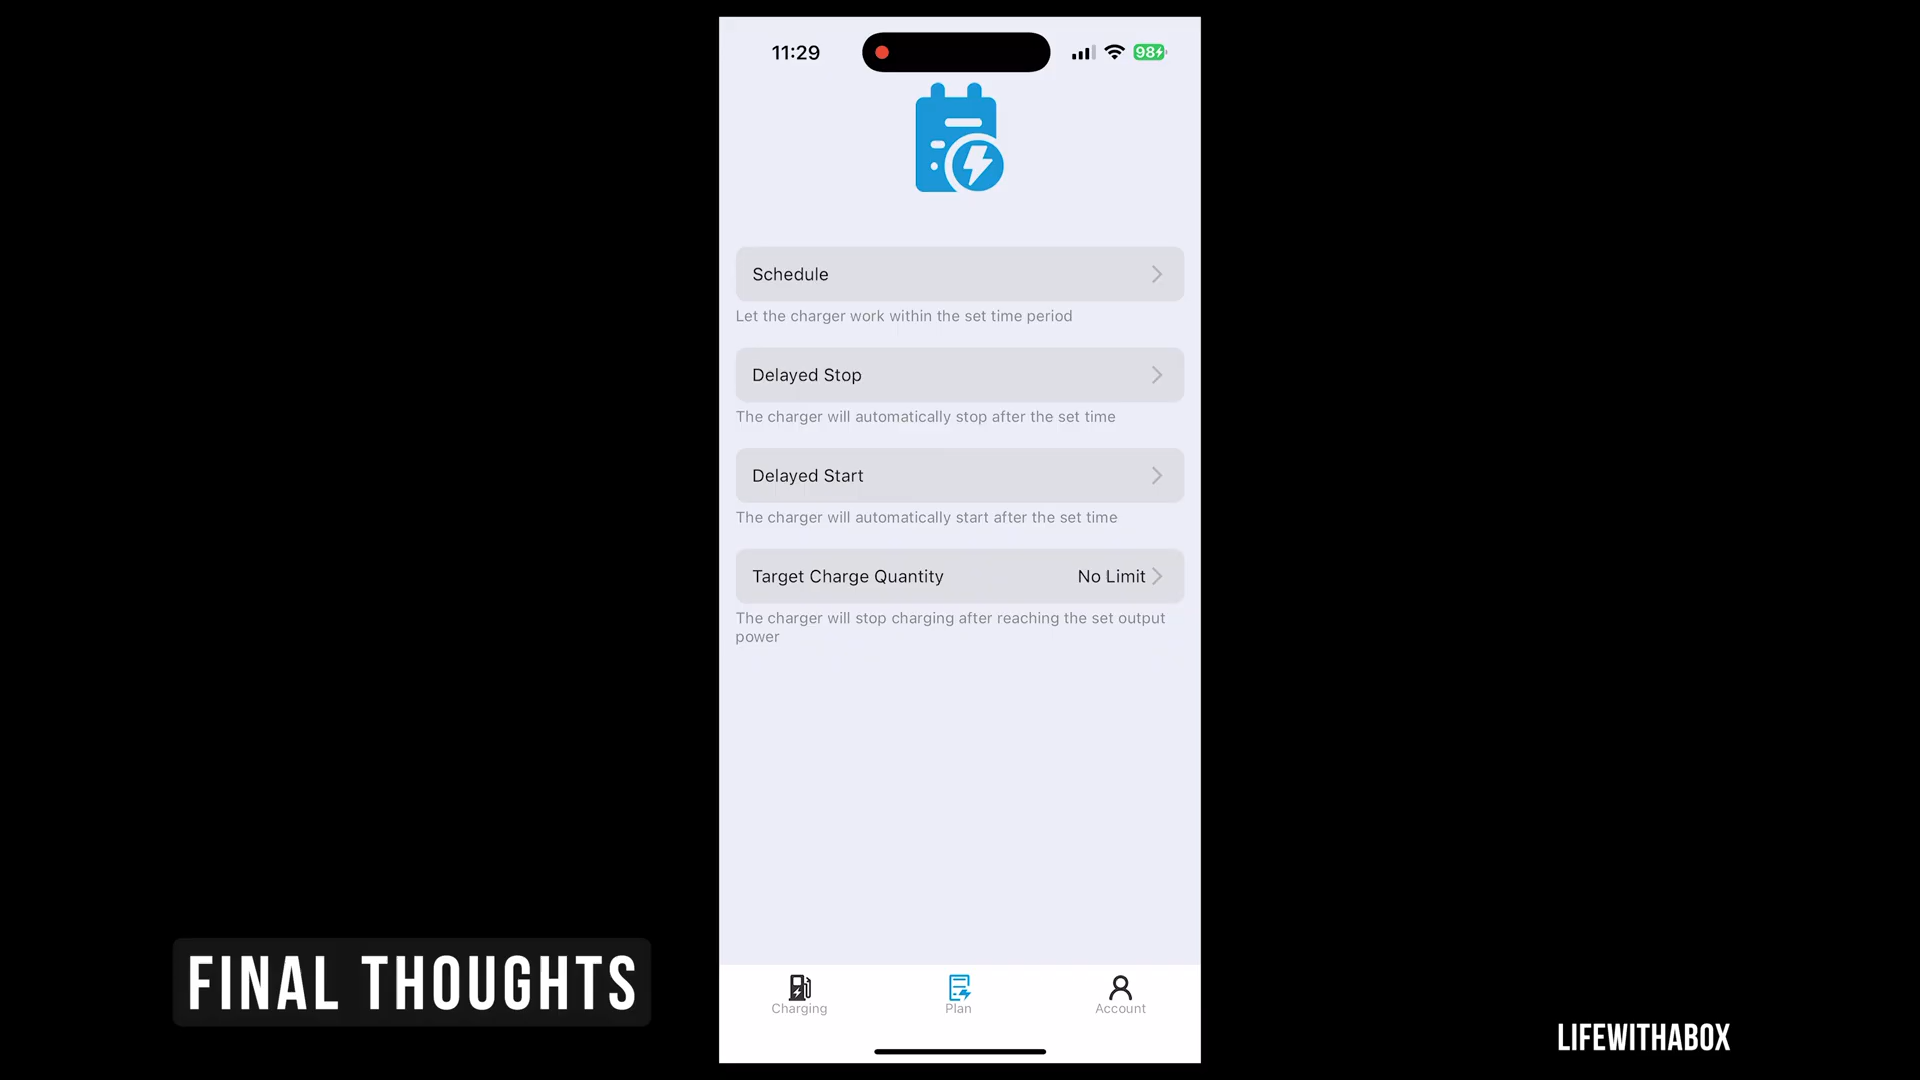 11:29
98
Schedule
Let the charger work within the set time period
Delayed Stop
The charger will automatically stop after the set time
Delayed Start
The charger will automatically start after the set time
Target Charge Quantity No Limit
The charger will stop charging after reaching the set output
power
Charging
Plan
Account
FINAL THOUGHTS
LIFEWITHABOX